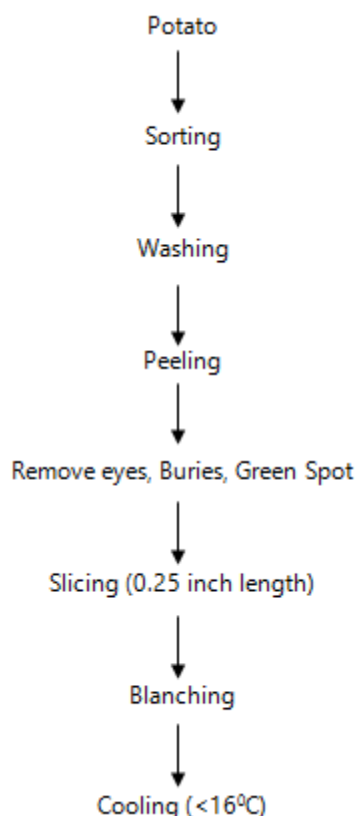 Potato
Sorting
Washing
Peeling
Remove eyes, Buries, Green Spot
Slicing (0.25 inch length)
Blanching
Cooling (<16⁰C)